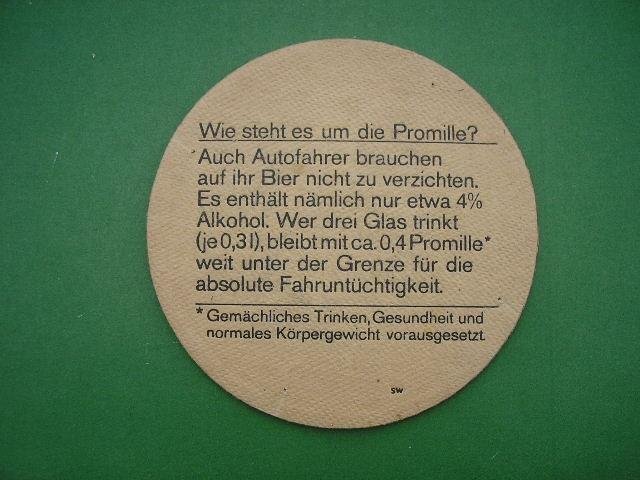 Wie steht es um die Promille?
Auch Autofahrer brauchen
auf ihr Bier nicht zu verzichten.
Es enthält nämlich nur etwa 4%
Alkohol. Wer drei Glas trinkt
(je 0,3l), bleibt mit ca. 0,4 Promille*
weit unter der Grenze für die
absolute Fahruntüchtigkeit.
* Gemächliches Trinken, Gesundheit und
normales Körpergewicht vorausgesetzt
SW